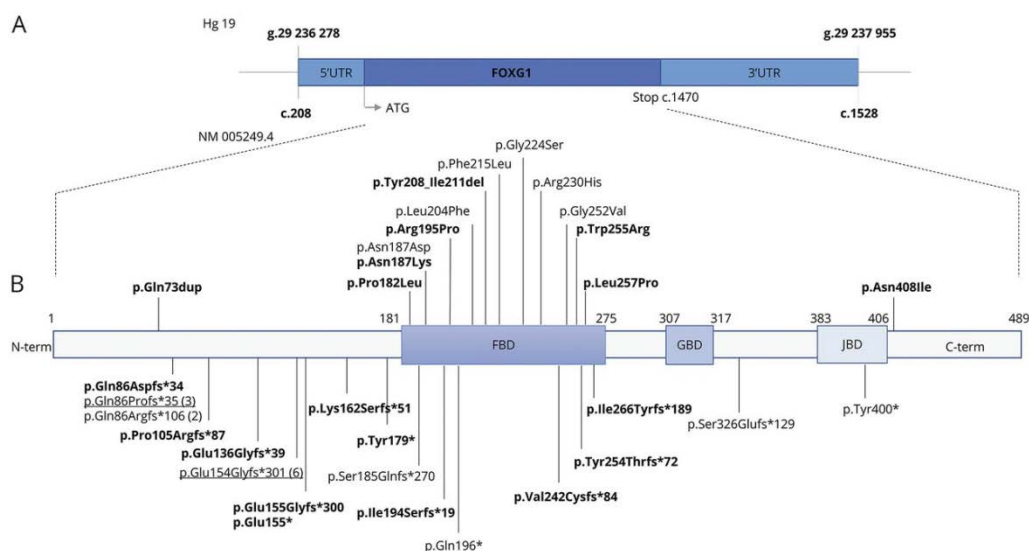 A
Hg 19
g.29 236 278
g.29 237 955
5'UTR
FOXG1
3'UTR
c.208
ATG
Stop c.1470
c.1528
NM 005249.4
p.Gly224Ser
p.Phe215Leu
p.Tyr208_Ile211del
p.Arg230His
p.Leu204Phe
p.Gly252Val
p.Arg195Pro
p.Trp255Arg
p.Asn187Asp
p.Asn187Lys
B
p.Gln73dup
p.Pro182Leu
p.Leu257Pro
p.Asn408Ile
1
181
275
307
317
383
406
489
N-term
FBD
GBD
JBD
C-term
p.Gln86Aspfs*34
p.Gln86Profs*35 (3)
p.Gln86Argfs*106 (2)
p.Pro105Argfs*87
p.Glu136Glyfs*39
p.Glu154Glyfs*301 (6)
p.Glu155Glyfs*300
p.Glu155*
p.Lys162Serfs*51
p.Tyr179*
p.Ser185Glnfs*270
p.Ile194Serfs*19
p.Gln196*
p.Val242Cysfs*84
p.Tyr254Thrfs*72
p.Ile266Tyrfs*189
p.Ser326Glufs*129
p.Tyr400*